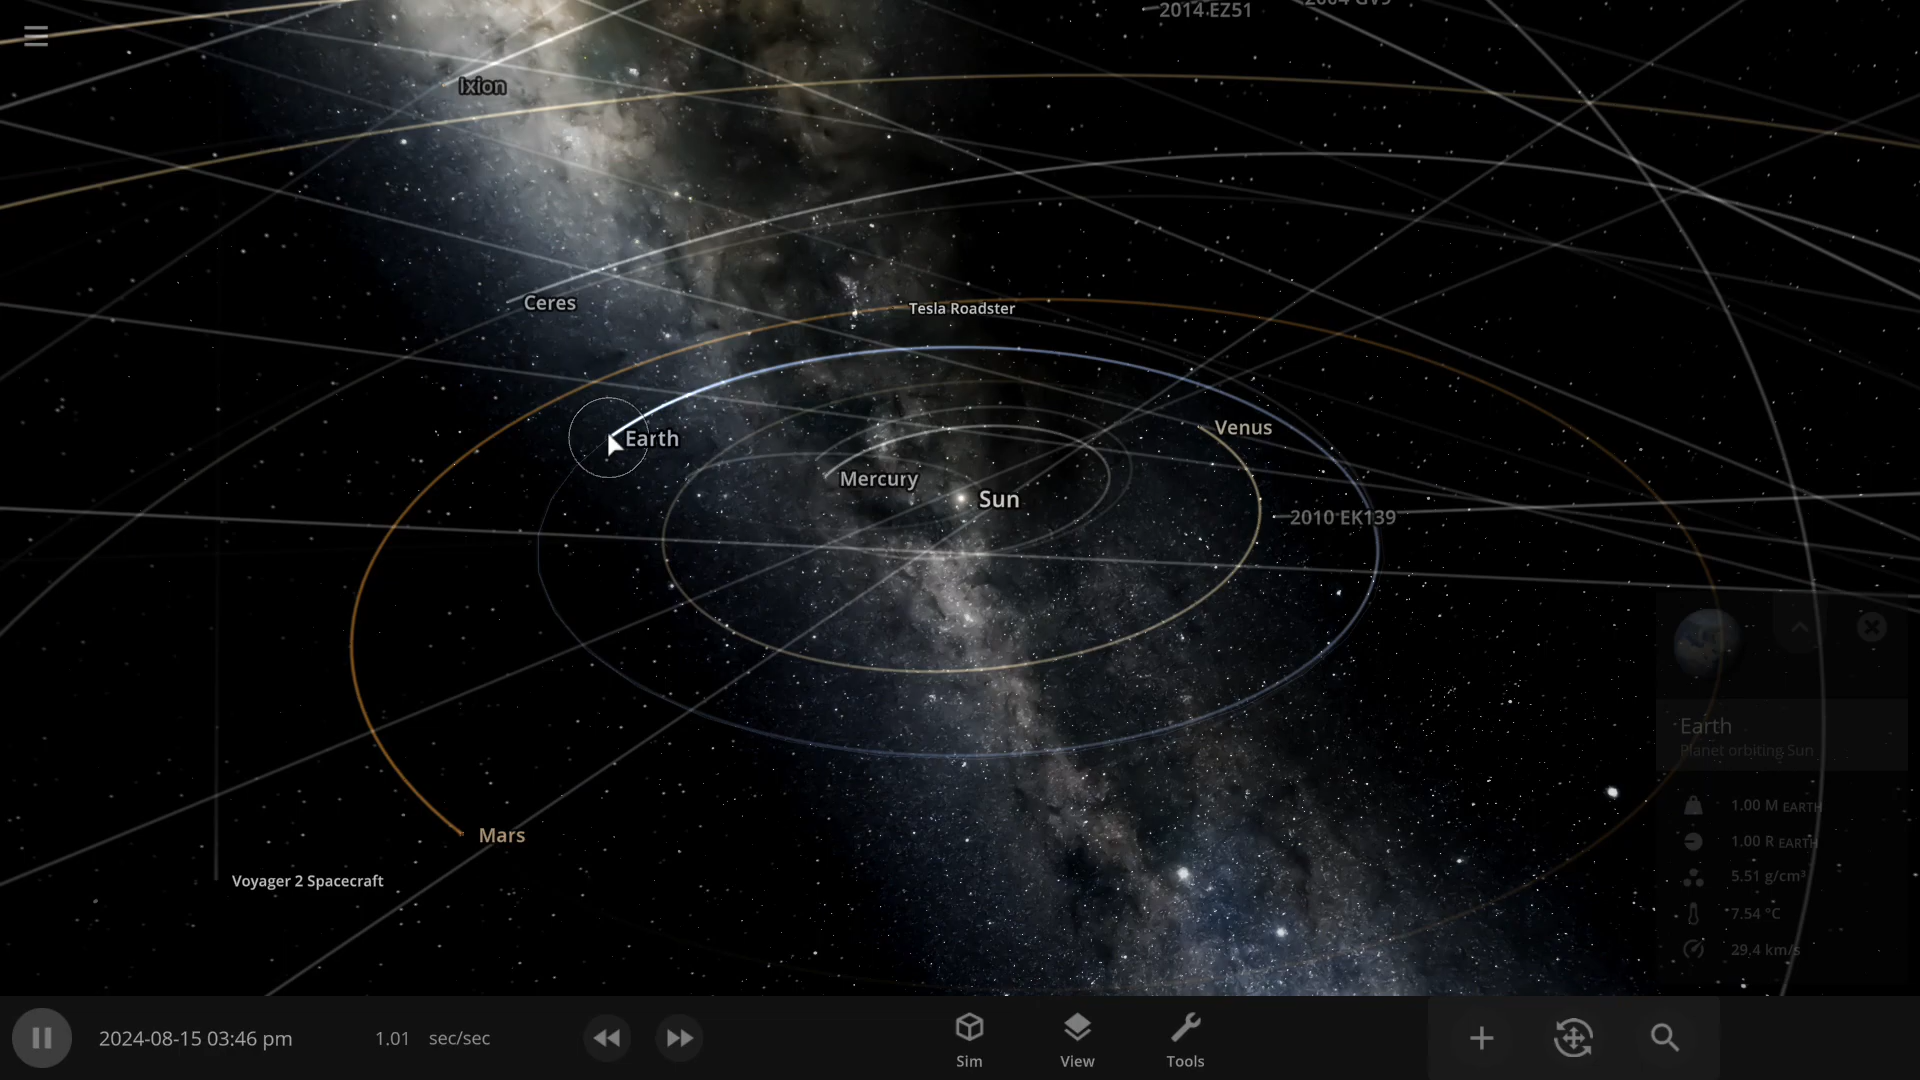 2014 EZ51
2004 GV9
Ixion
Ceres
Tesla Roadster
Earth
Venus
Mercury
Sun
2010 EK139
Mars
Voyager 2 Spacecraft
Earth
Planet orbiting Sun
1.00 M EARTH
1.00 R EARTH
5.51 g/cm³
7.54 °C
29.4 km/s
2024-08-15 03:46 pm
1.01 sec/sec
Sim
View
Tools